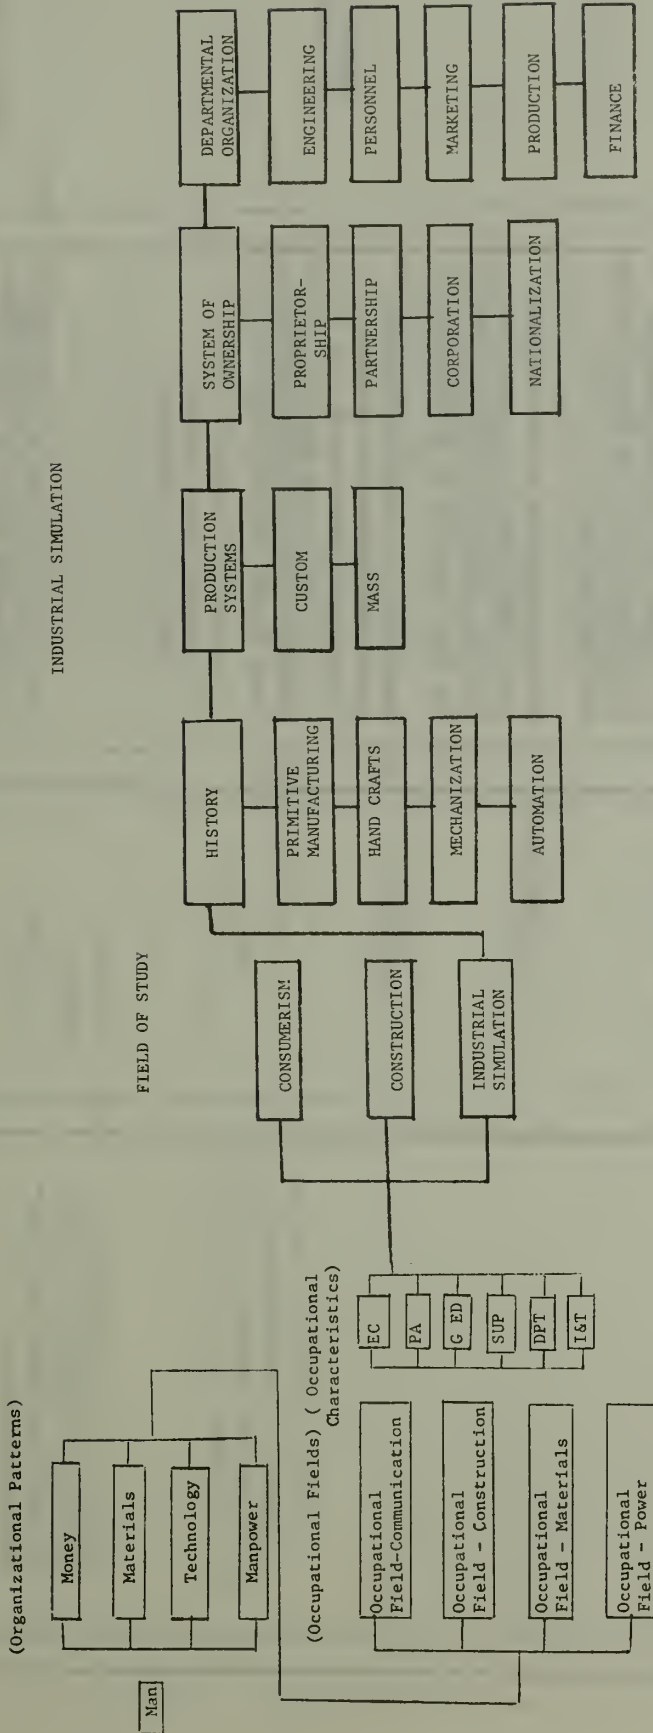 INDUSTRIAL SIMULATION
FIELD OF STUDY
(Organizational Patterns)
Man
Money
Materials
Technology
Manpower
(Occupational Fields) ( Occupational
Characteristics)
Occupational
Field-Communication
Occupational
Field - Construction
Occupational
Field - Materials
Occupational
Field - Power
EC
PA
G ED
SUP
DPT
I&T
CONSUMERISM
CONSTRUCTION
INDUSTRIAL
SIMULATION
HISTORY
PRIMITIVE
MANUFACTURING
HAND CRAFTS
MECHANIZATION
AUTOMATION
PRODUCTION
SYSTEMS
CUSTOM
MASS
SYSTEM OF
OWNERSHIP
PROPRIETOR-
SHIP
PARTNERSHIP
CORPORATION
NATIONALIZATION
DEPARTMENTAL
ORGANIZATION
ENGINEERING
PERSONNEL
MARKETING
PRODUCTION
FINANCE